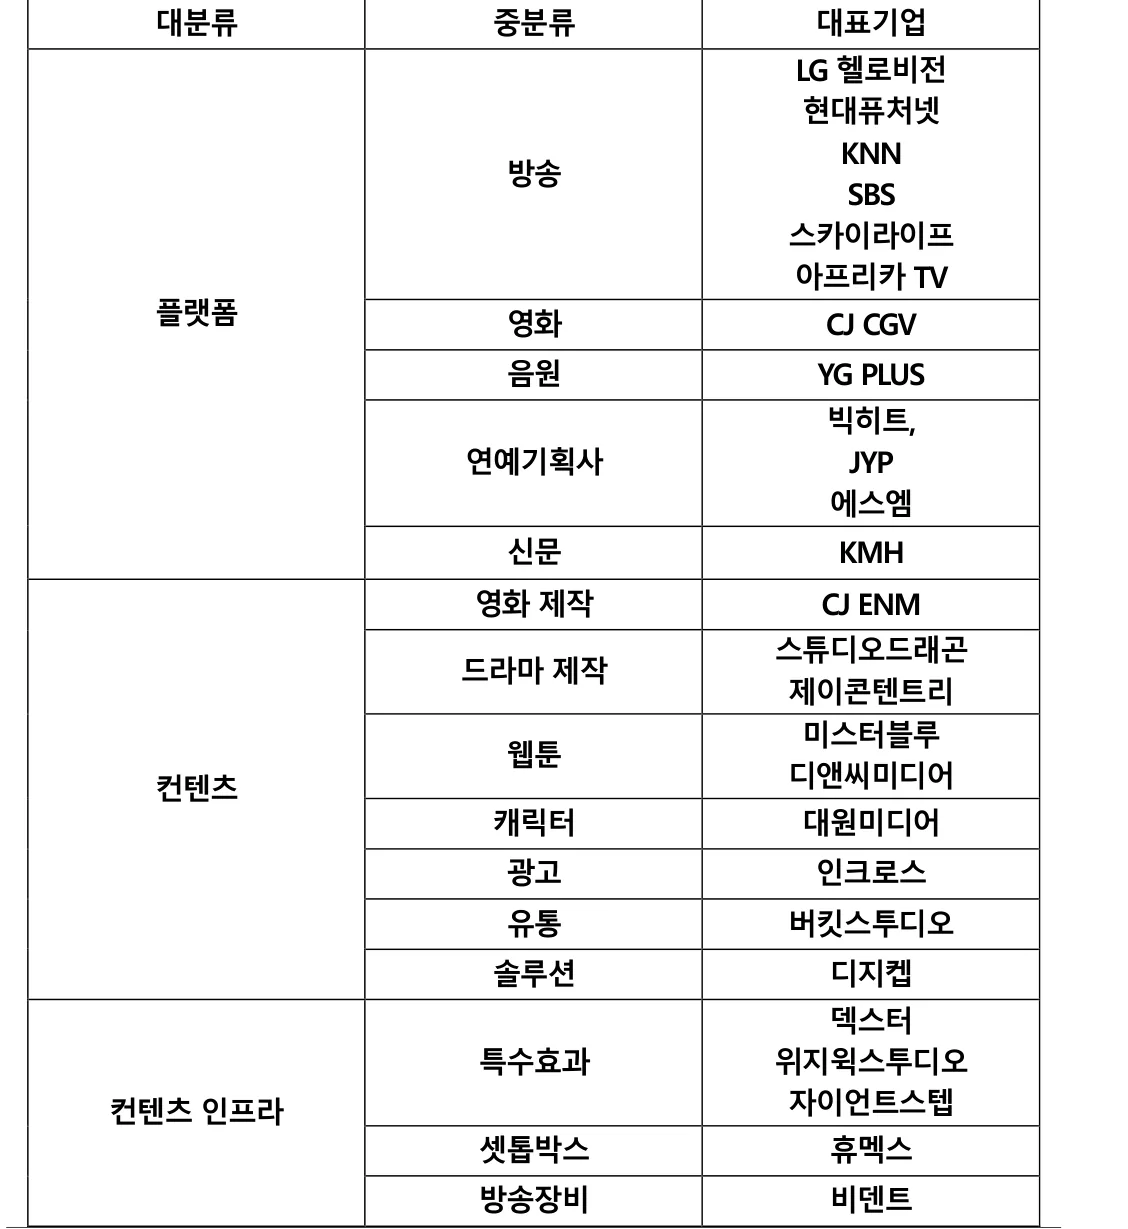 대분류 중분류 대표기업
플랫폼
방송
LG 헬로비전
현대퓨처넷
KNN
SBS
스카이라이프
아프리카 TV
영화 CJ CGV
음원 YG PLUS
연예기획사
빅히트,
JYP
에스엠
신문 KMH
컨텐츠
영화 제작 CJ ENM
드라마 제작
스튜디오드래곤
제이콘텐트리
웹툰
미스터블루
디앤씨미디어
캐릭터 대원미디어
광고 인크로스
유통 버킷스투디오
솔루션 디지켑
컨텐츠 인프라
특수효과
덱스터
위지윅스투디오
자이언트스텝
셋톱박스 휴멕스
방송장비 비덴트